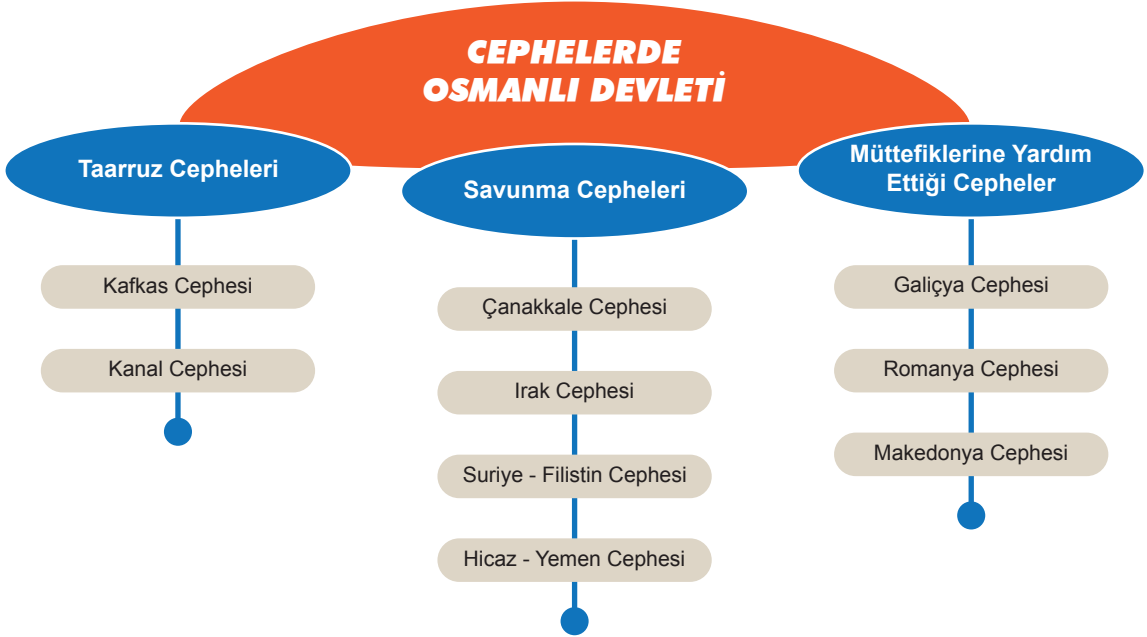 CEPHELERDE
OSMANLI DEVLETİ
Taarruz Cepheleri
Kafkas Cephesi
Kanal Cephesi
Savunma Cepheleri
Çanakkale Cephesi
Irak Cephesi
Suriye - Filistin Cephesi
Hicaz - Yemen Cephesi
Müttefiklerine Yardım
Ettiği Cepheler
Galiçya Cephesi
Romanya Cephesi
Makedonya Cephesi